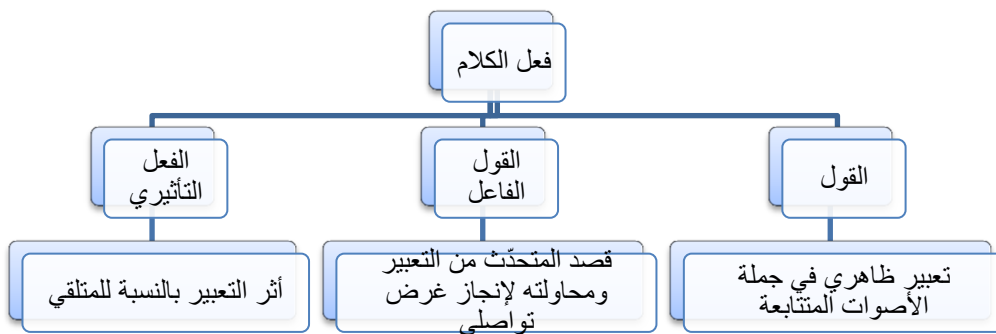 فعل الكلام
القول
القول
الفاعل
الفعل
التأثيري
تعبير ظاهري في جملة
الأصوات المتتابعة
قصد المتحدّث من التعبير
ومحاولته لإنجاز غرض
تواصلي
أثر التعبير بالنسبة للمتلقي